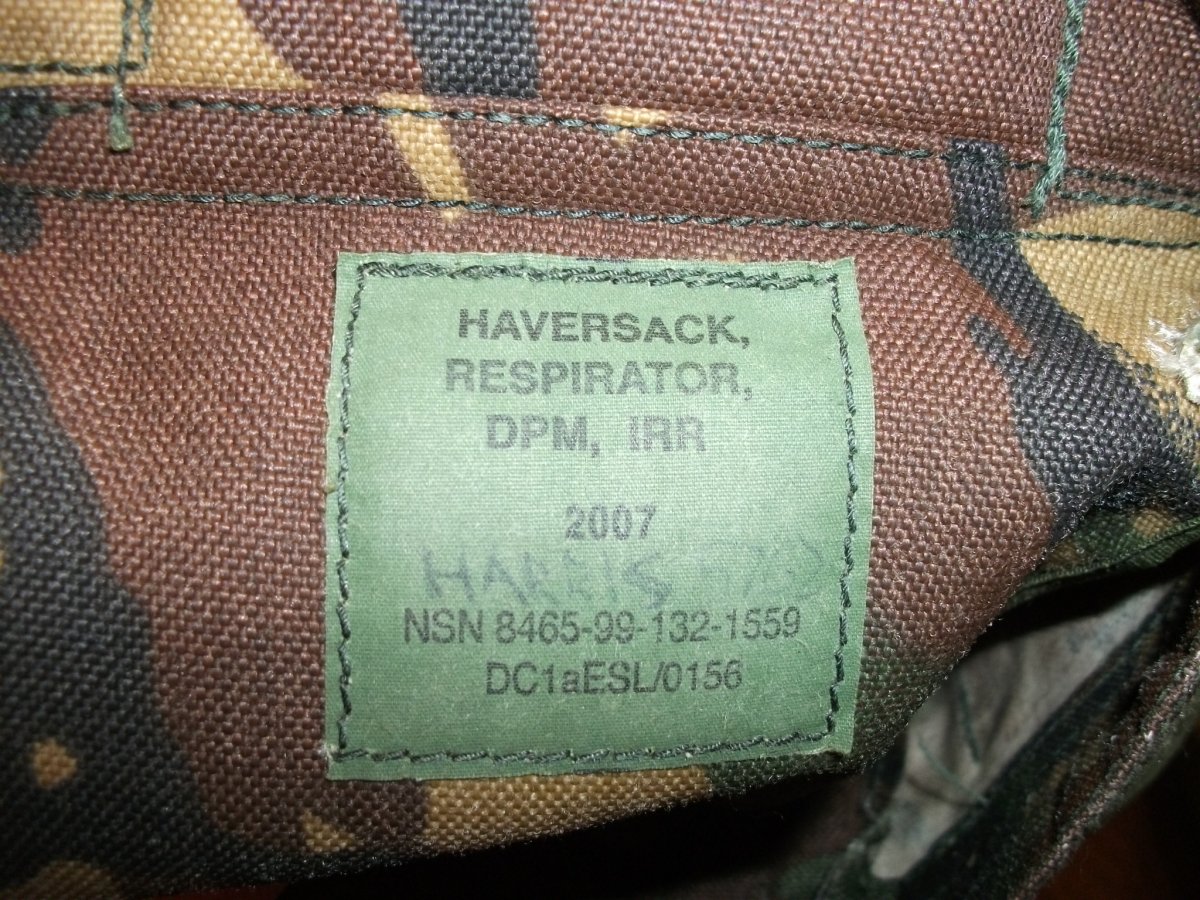 HAVERSACK,
RESPIRATOR,
DPM, IRR
2007
HARRIS
NSN 8465-99-132-1559
DC1aESL/0156